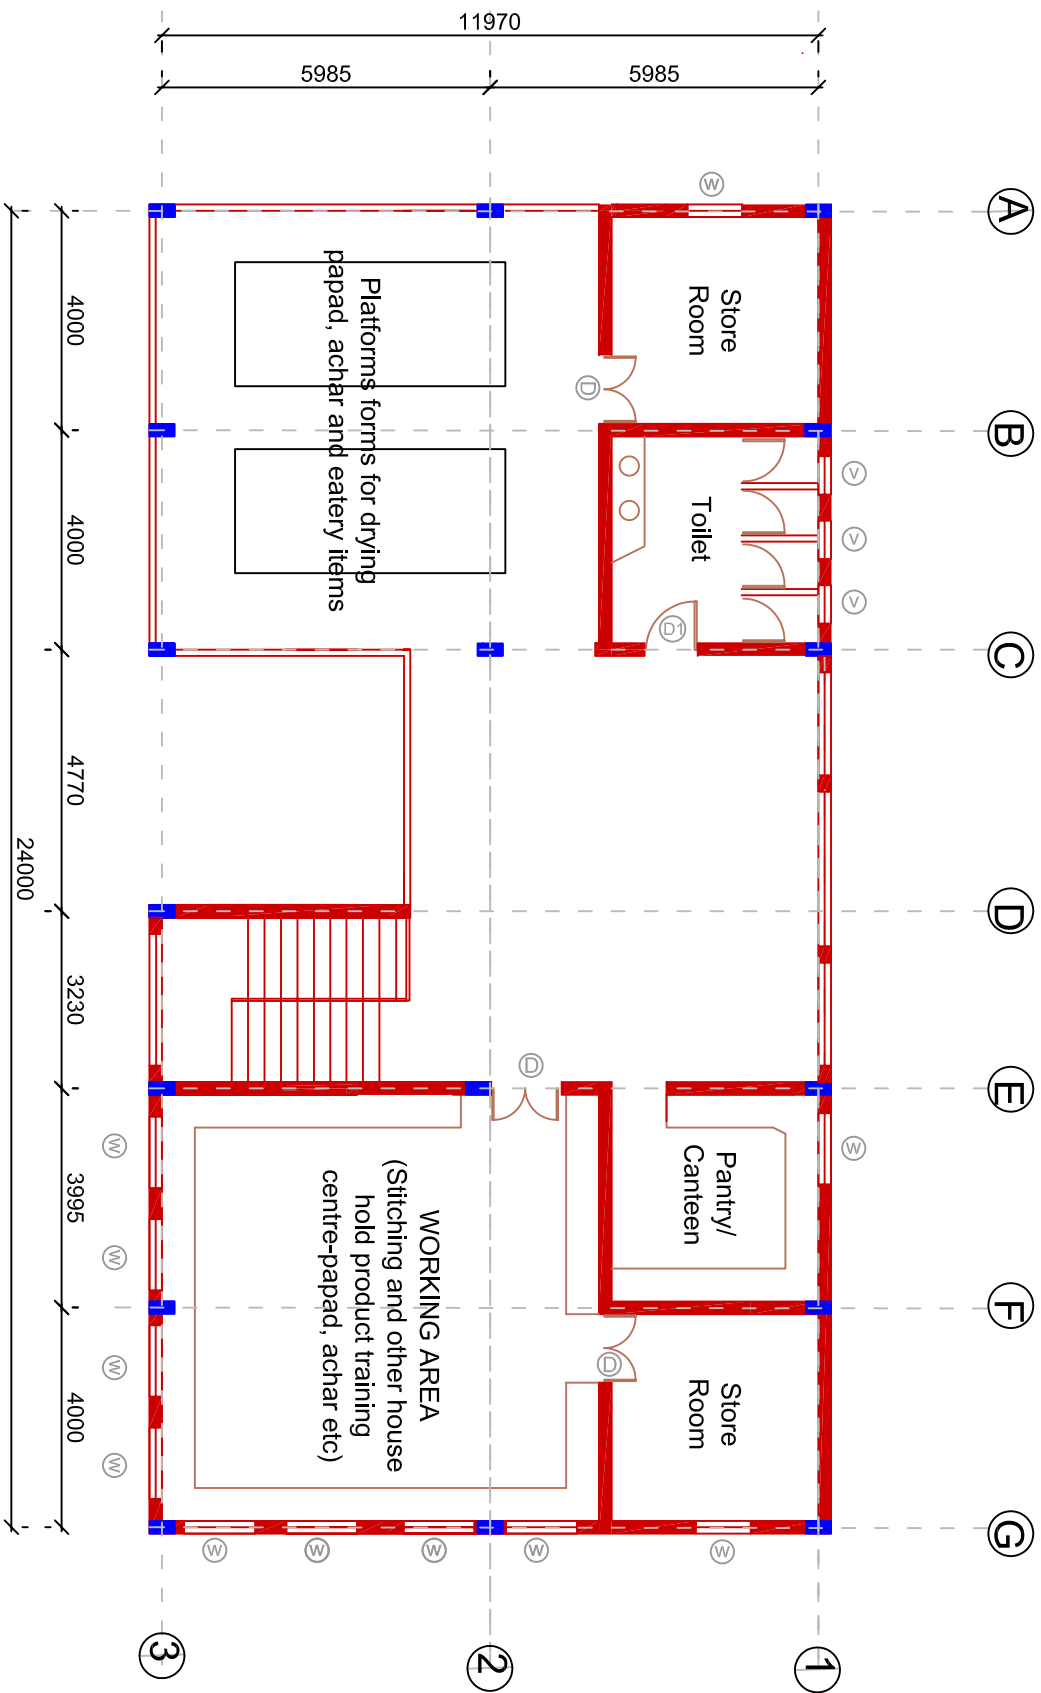 A
B
C
D
E
F
G
W
V
V
V
W
Store
Room
Toilet
D1
Pantry/
Canteen
Store
Room
D
D
D
Platforms forms for drying
papad, achar and eatery items
WORKING AREA
(Stitching and other house
hold product training
centre-papad, achar etc)
W
W
W
W
W
W
W
W
W
1
2
3
5985
5985
11970
4000
4000
4770
3230
3995
4000
24000